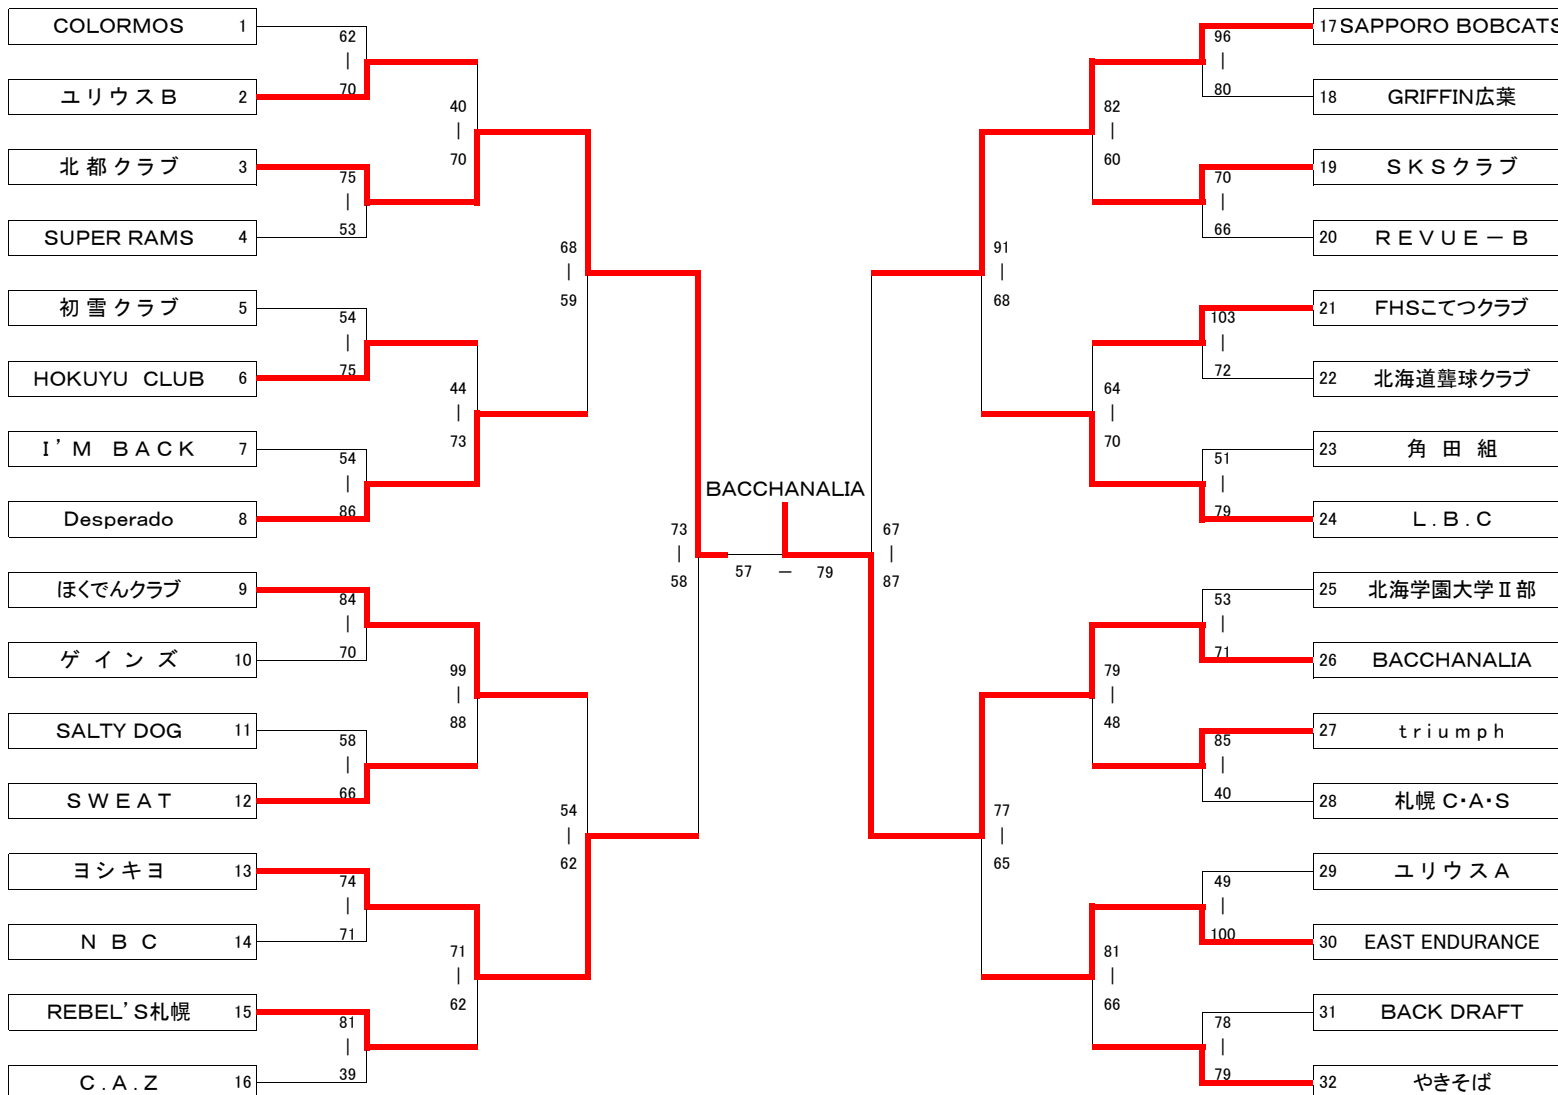 COLORMOS 1
62
|
70
ユリウスB 2
40
|
70
北都クラブ 3
75
|
53
SUPER RAMS 4
68
|
59
初雪クラブ 5
54
|
75
HOKUYU CLUB 6
44
|
73
I'M BACK 7
54
|
86
Desperado 8
73
|
58
ほくでんクラブ 9
84
|
70
ゲインズ 10
99
|
88
SALTY DOG 11
58
|
66
SWEAT 12
54
|
62
ヨシキヨ 13
74
|
71
NBC 14
71
|
62
REBEL'S札幌 15
81
|
39
C.A.Z 16
BACCHANALIA
57 － 79
17 SAPPORO BOBCATS
96
|
80
18 GRIFFIN広葉
82
|
60
19 SKSクラブ
70
|
66
20 REVUE－B
91
|
68
21 FHSこてつクラブ
103
|
72
22 北海道聾球クラブ
64
|
70
23 角田組
51
|
79
24 L.B.C
67
|
87
25 北海学園大学Ⅱ部
53
|
71
26 BACCHANALIA
79
|
48
27 triumph
85
|
40
28 札幌 C・A・S
77
|
65
29 ユリウスA
49
|
100
30 EAST ENDURANCE
81
|
66
31 BACK DRAFT
78
|
79
32 やきそば